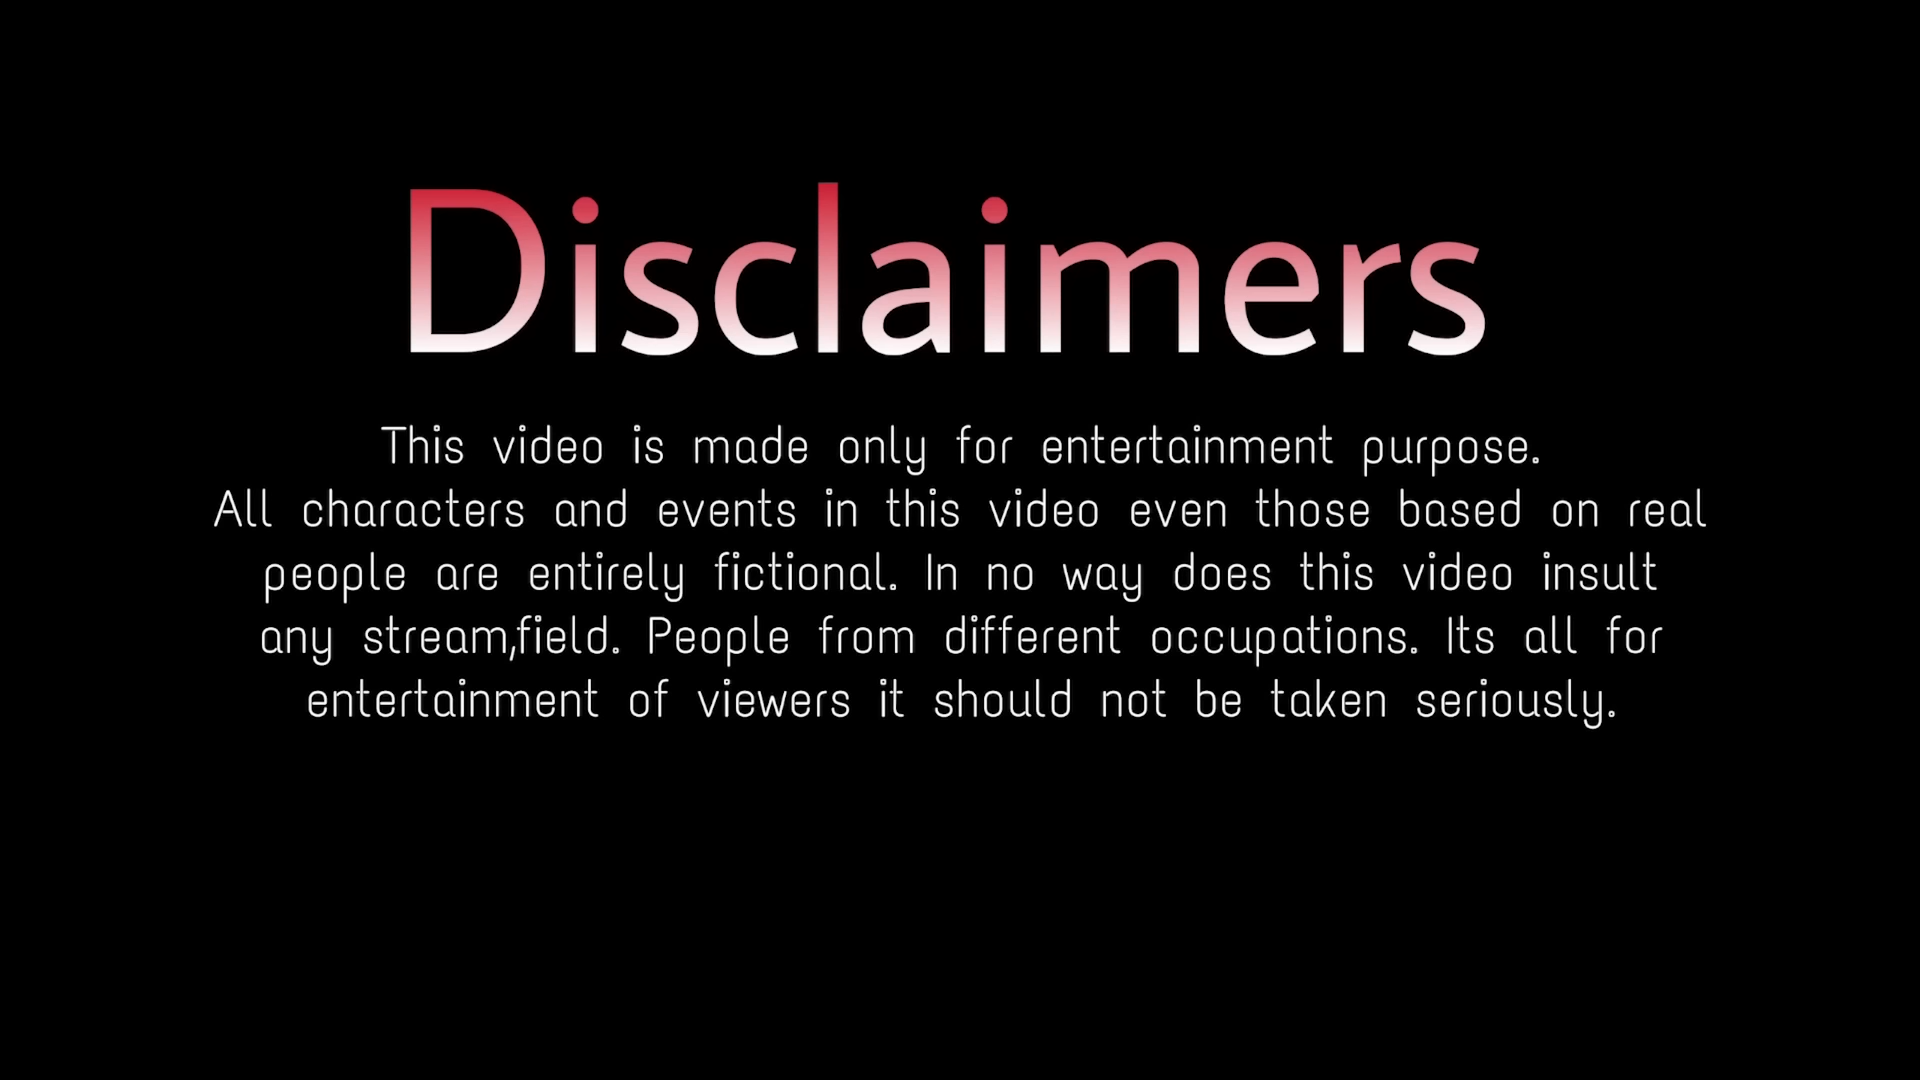 Disclaimers
This video is made only for entertainment purpose.
All characters and events in this video even those based on real
people are entirely fictional. In no way does this video insult
any stream,field. People from different occupations. Its all for
entertainment of viewers it should not be taken seriously.